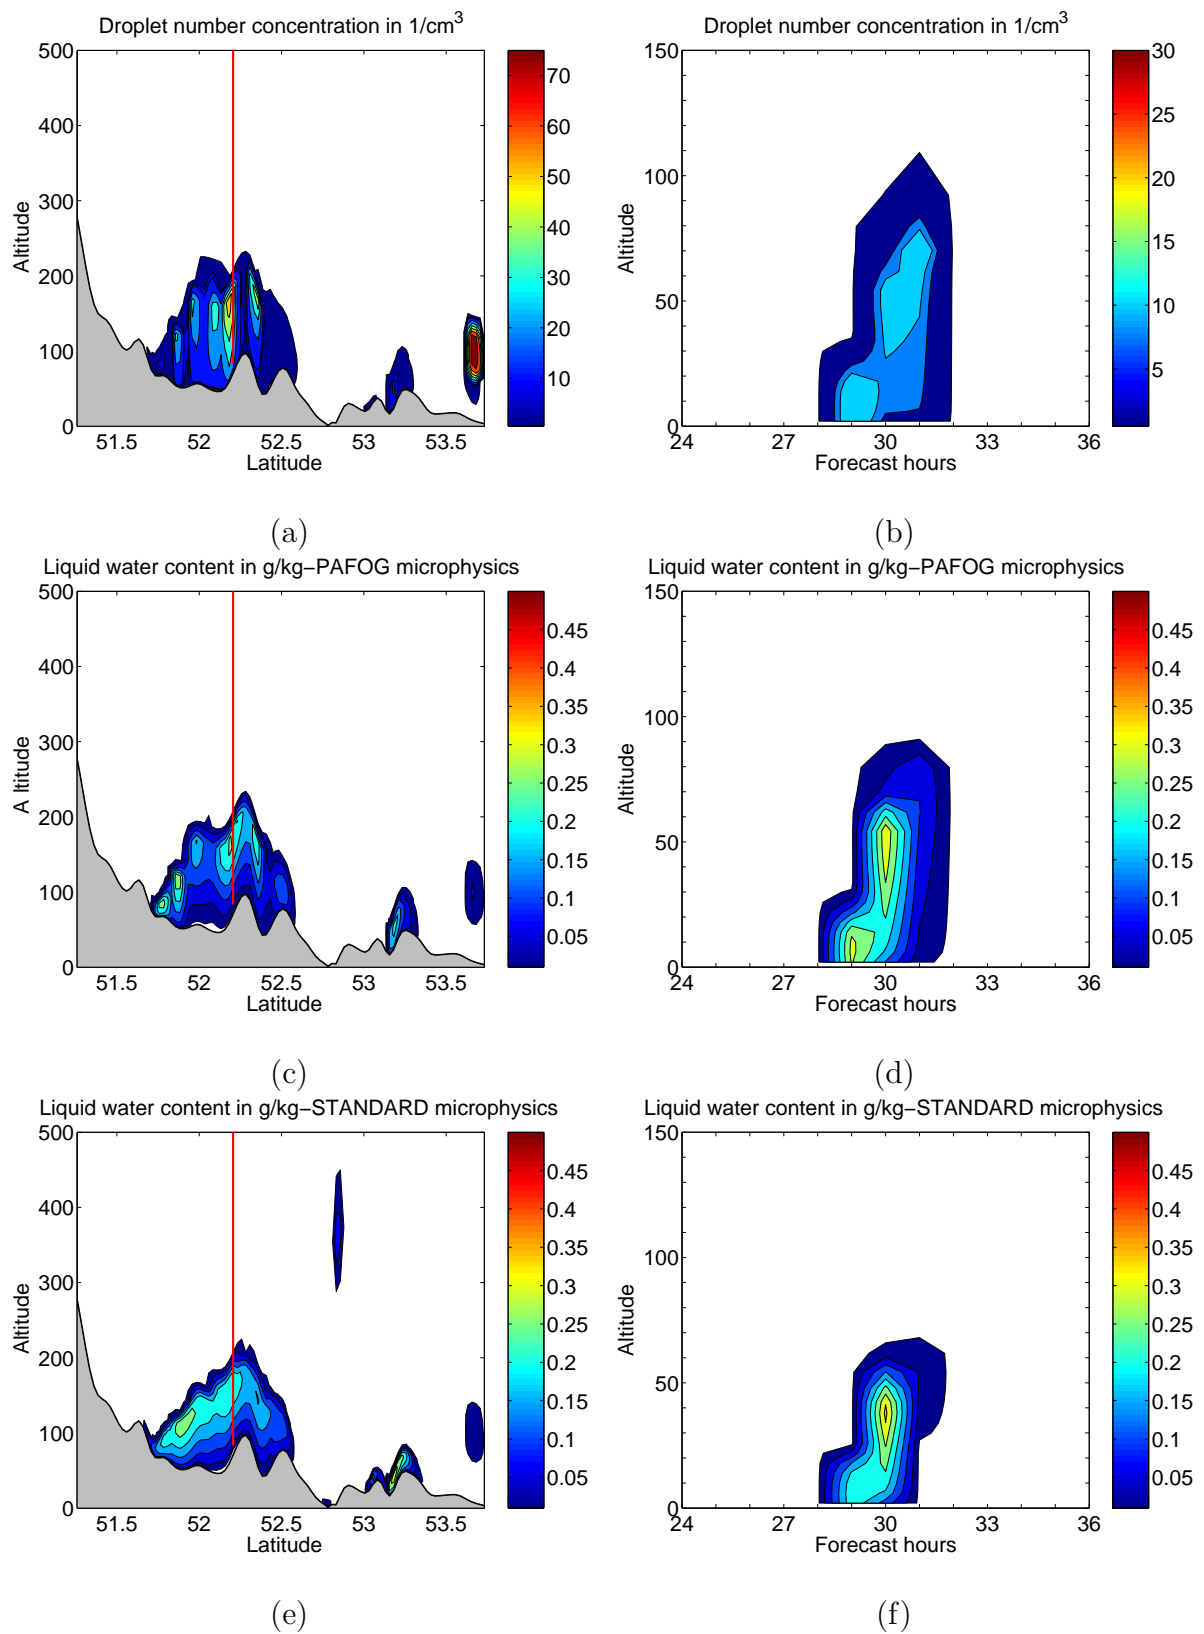 Droplet number concentration in 1/cm3
500
400
300
200
100
0
Altitude
51.5 52 52.5 53 53.5
Latitude
70
60
50
40
30
20
10
(a)
Droplet number concentration in 1/cm3
150
100
50
0
Altitude
24 27 30 33 36
Forecast hours
30
25
20
15
10
5
(b)
Liquid water content in g/kg−PAFOG microphysics
500
400
300
200
100
0
A ltitude
51.5 52 52.5 53 53.5
Latitude
0.45
0.4
0.35
0.3
0.25
0.2
0.15
0.1
0.05
(c)
Liquid water content in g/kg−PAFOG microphysics
150
100
50
0
Altitude
24 27 30 33 36
Forecast hours
0.45
0.4
0.35
0.3
0.25
0.2
0.15
0.1
0.05
(d)
Liquid water content in g/kg−STANDARD microphysics
500
400
300
200
100
0
Altitude
51.5 52 52.5 53 53.5
Latitude
0.45
0.4
0.35
0.3
0.25
0.2
0.15
0.1
0.05
(e)
Liquid water content in g/kg−STANDARD microphysics
150
100
50
0
Altitude
24 27 30 33 36
Forecast hours
0.45
0.4
0.35
0.3
0.25
0.2
0.15
0.1
0.05
(f)